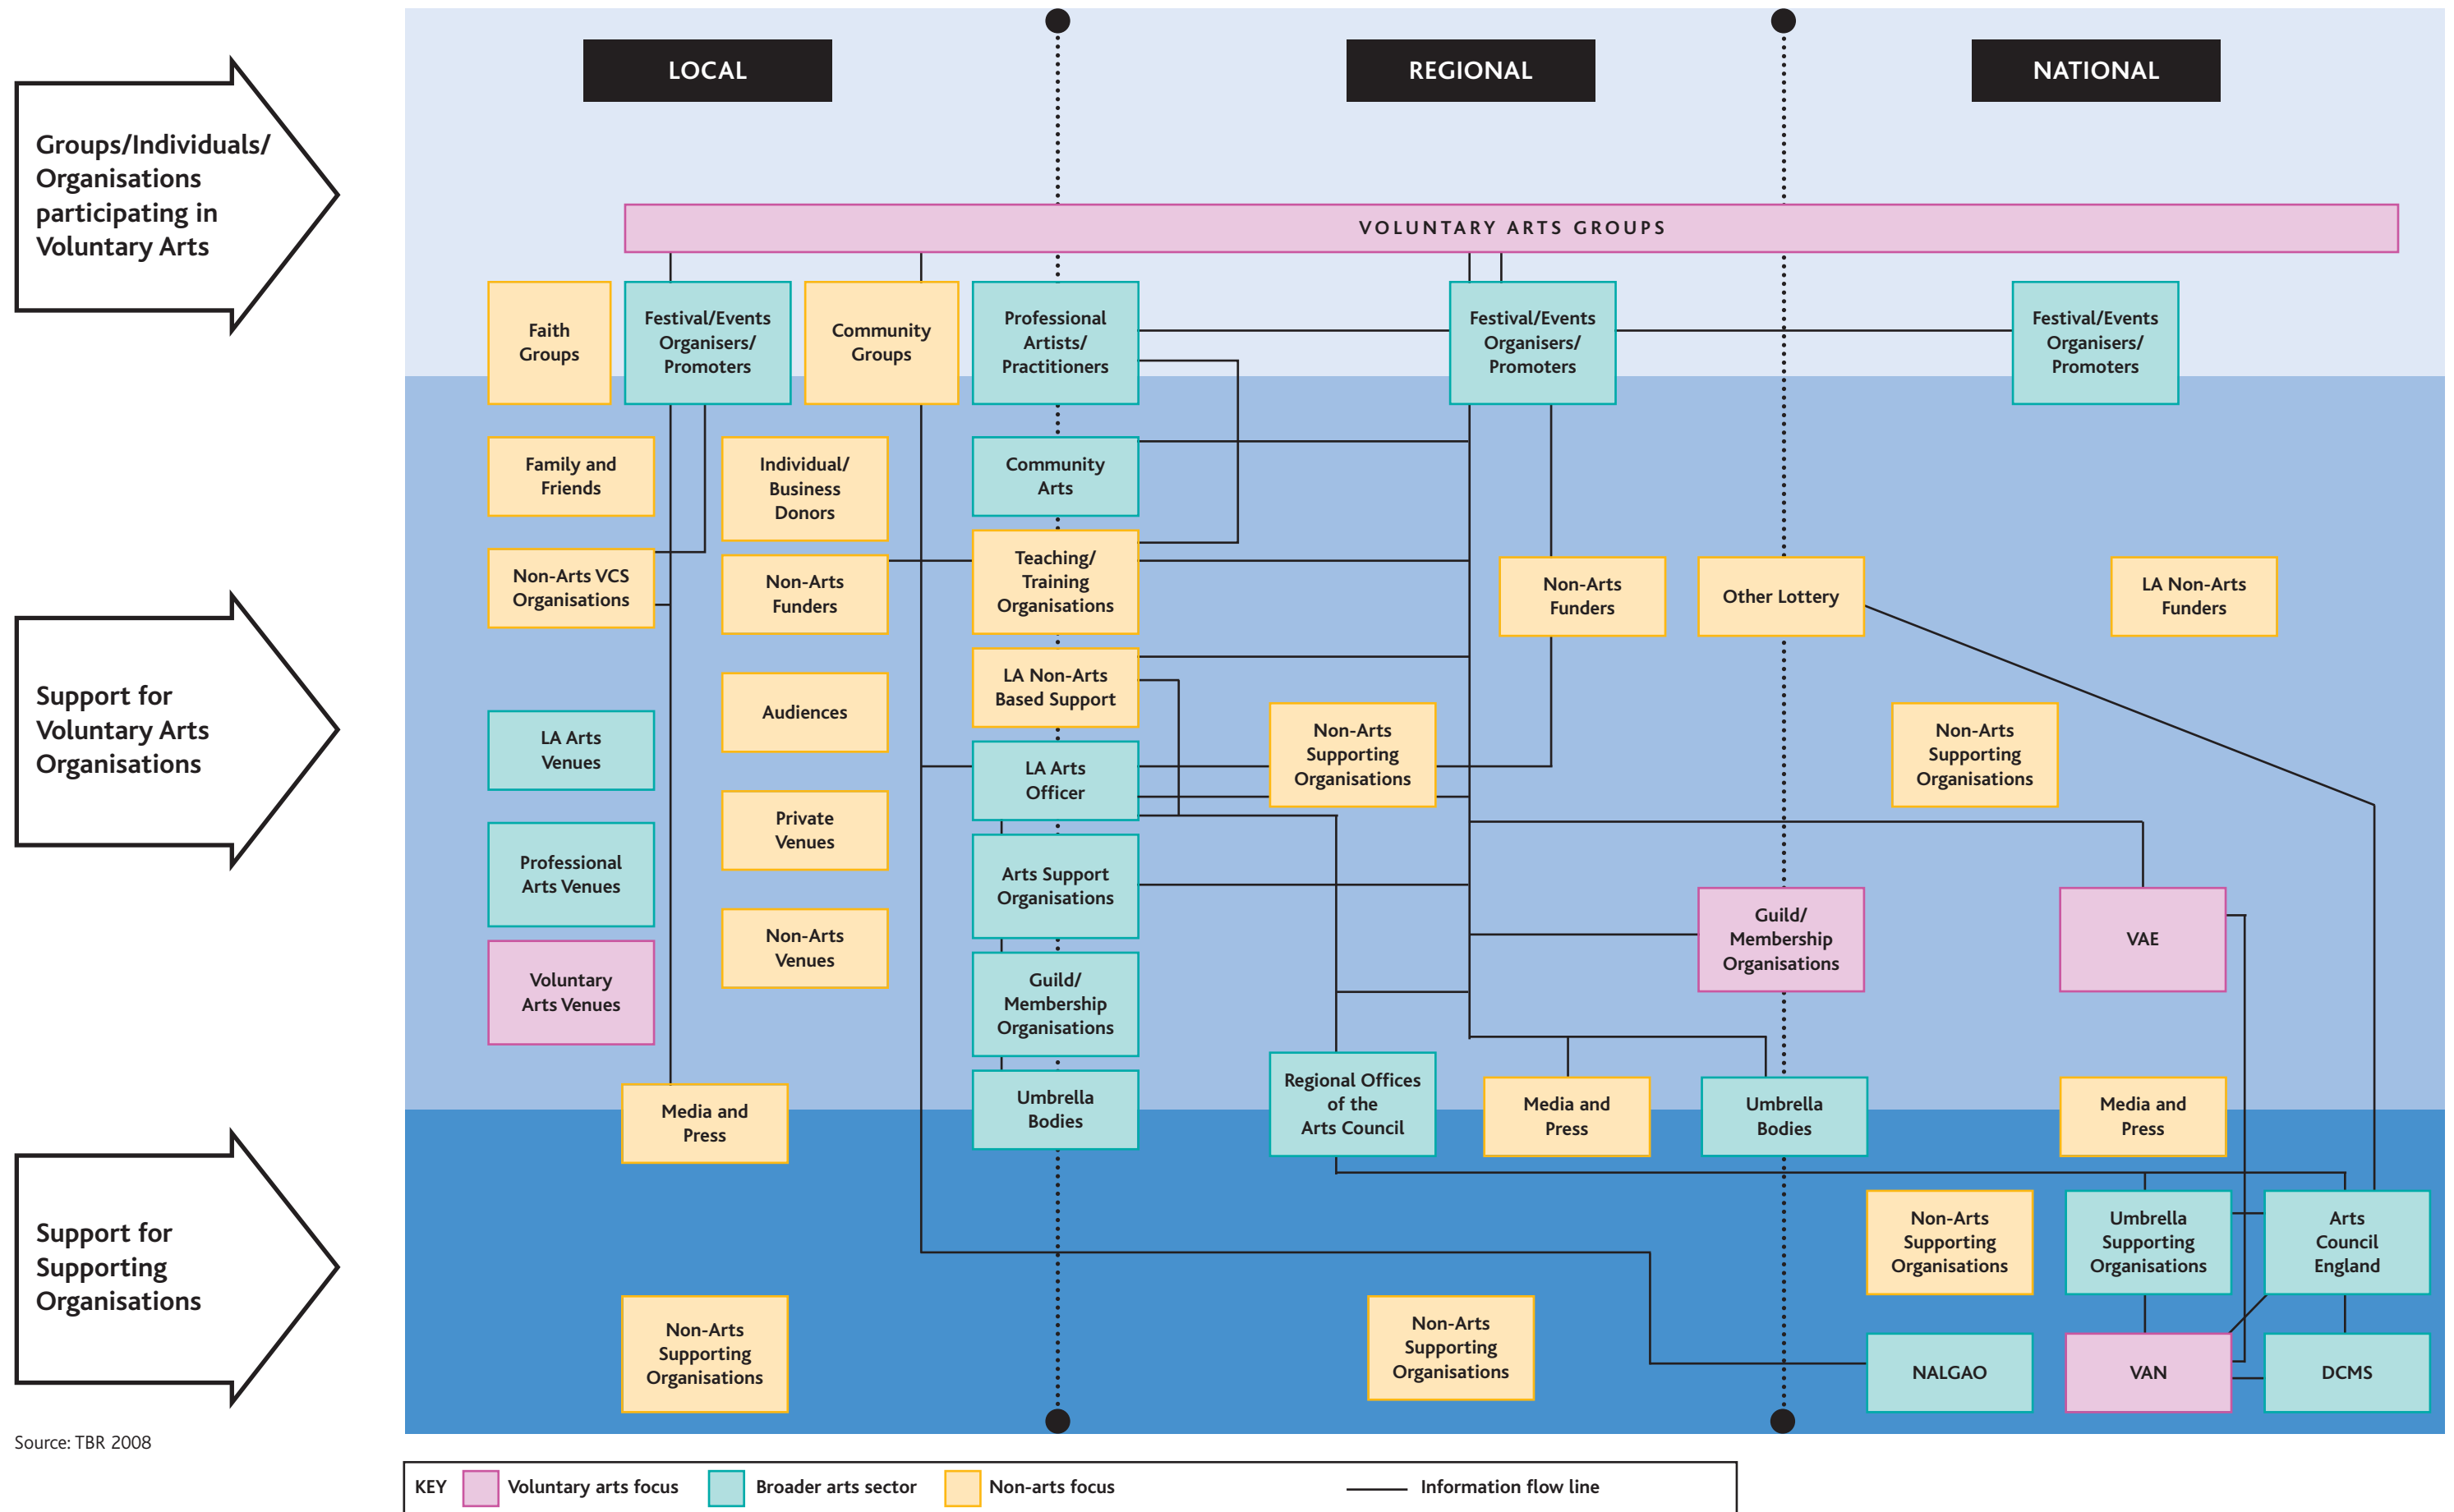 LOCAL
REGIONAL
NATIONAL
Groups/Individuals/
Organisations
participating in
Voluntary Arts
VOLUNTARY ARTS GROUPS
Faith
Groups
Festival/Events
Organisers/
Promoters
Community
Groups
Professional
Artists/
Practitioners
Festival/Events
Organisers/
Promoters
Festival/Events
Organisers/
Promoters
Support for
Voluntary Arts
Organisations
Family and
Friends
Individual/
Business
Donors
Community
Arts
Non-Arts VCS
Organisations
Non-Arts
Funders
Teaching/
Training
Organisations
Non-Arts
Funders
Other Lottery
LA Non-Arts
Funders
LA Non-Arts
Based Support
Audiences
LA Arts
Venues
LA Arts
Officer
Non-Arts
Supporting
Organisations
Non-Arts
Supporting
Organisations
Private
Venues
Professional
Arts Venues
Arts Support
Organisations
Non-Arts
Venues
Guild/
Membership
Organisations
VAE
Voluntary
Arts Venues
Guild/
Membership
Organisations
Media and
Press
Umbrella
Bodies
Regional Offices
of the
Arts Council
Media and
Press
Umbrella
Bodies
Media and
Press
Support for
Supporting
Organisations
Non-Arts
Supporting
Organisations
Umbrella
Supporting
Organisations
Arts
Council
England
Non-Arts
Supporting
Organisations
Non-Arts
Supporting
Organisations
NALGAO
VAN
DCMS
Source: TBR 2008
KEY Voluntary arts focus Broader arts sector Non-arts focus Information flow line